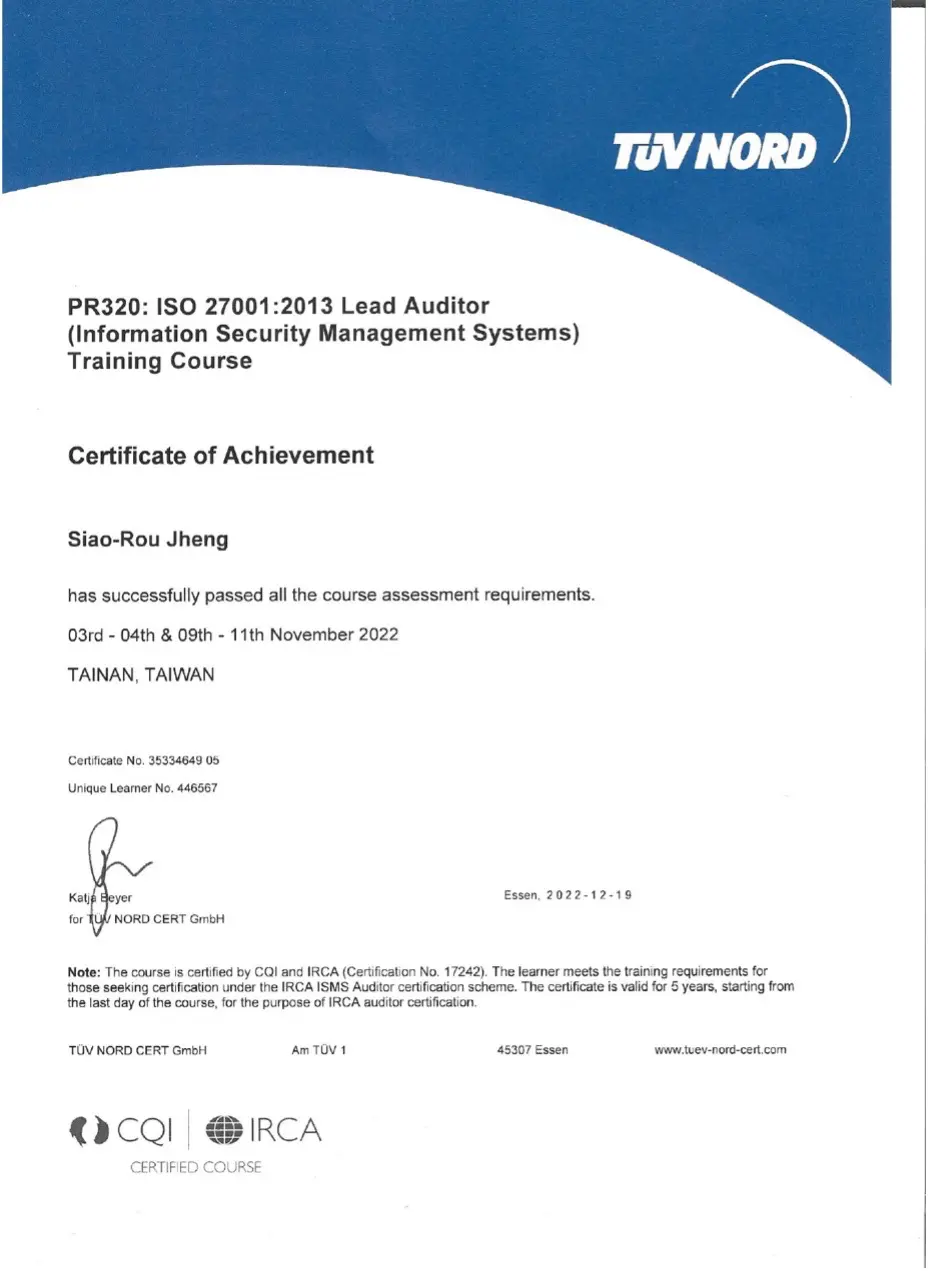 TÜV NORD
PR320: ISO 27001:2013 Lead Auditor
(Information Security Management Systems)
Training Course
Certificate of Achievement
Siao-Rou Jheng
has successfully passed all the course assessment requirements.
03rd - 04th & 09th - 11th November 2022
TAINAN, TAIWAN
Certificate No. 35334649 05
Unique Learner No. 446567
Katja Beyer
for TÜV NORD CERT GmbH
Essen, 2022-12-19
Note: The course is certified by CQI and IRCA (Certification No. 17242). The learner meets the training requirements for
those seeking certification under the IRCA ISMS Auditor certification scheme. The certificate is valid for 5 years, starting from
the last day of the course, for the purpose of IRCA auditor certification.
TÜV NORD CERT GmbH Am TÜV 1 45307 Essen www.tuev-nord-cert.com
CQI | IRCA
CERTIFIED COURSE